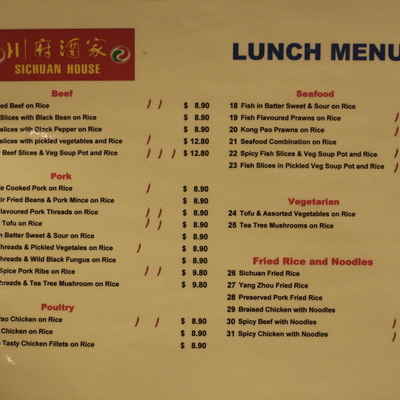 川府酒家
SICHUAN HOUSE
LUNCH MENU
Beef
Beef on Rice $ 8.90
slices with Black Bean on Rice $ 8.90
slices with Black Pepper on Rice $ 8.90
slices with pickled vegetables and Rice $ 12.80
Beef Slices & Veg Soup Pot and Rice $ 12.80
Pork
Cooked Pork on Rice $ 8.90
Fried Beans & Pork Mince on Rice $ 8.90
Flavoured Pork Threads on Rice $ 8.90
Tofu on Rice $ 8.90
in Batter Sweet & Sour on Rice $ 8.90
Threads & Pickled Vegetales on Rice $ 8.90
Threads & Wild Black Fungus on Rice $ 8.90
Spice Pork Ribs on Rice $ 9.80
Threads & Tea Tree Mushroom on Rice $ 9.80
Poultry
Pao Chicken on Rice $ 8.90
Chicken on Rice $ 8.90
Tasty Chicken Fillets on Rice $ 8.90
Seafood
18 Fish in Batter Sweet & Sour on Rice
19 Fish Flavoured Prawns on Rice
20 Kong Pao Prawns on Rice
21 Seafood Combination on Rice
22 Spicy Fish Slices & Veg Soup Pot and Rice
23 Fish Slices in Pickled Veg Soup Pot and Rice
Vegetarian
24 Tofu & Assorted Vegetables on Rice
25 Tea Tree Mushrooms on Rice
Fried Rice and Noodles
26 Sichuan Fried Rice
27 Yang Zhou Fried Rice
28 Preserved Pork Fried Rice
29 Braised Chicken with Noodles
30 Spicy Beef with Noodles
31 Spicy Chicken with Noodles